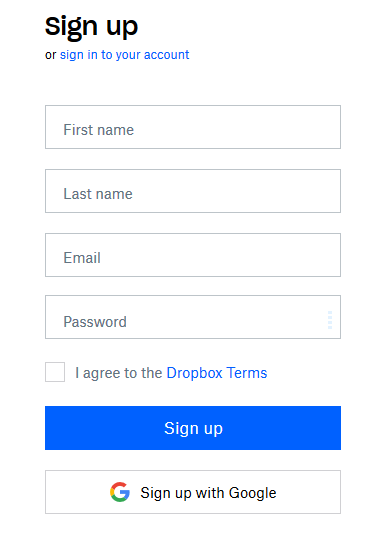 Sign up
or sign in to your account
First name
Last name
Email
Password
I agree to the Dropbox Terms
Sign up
Sign up with Google